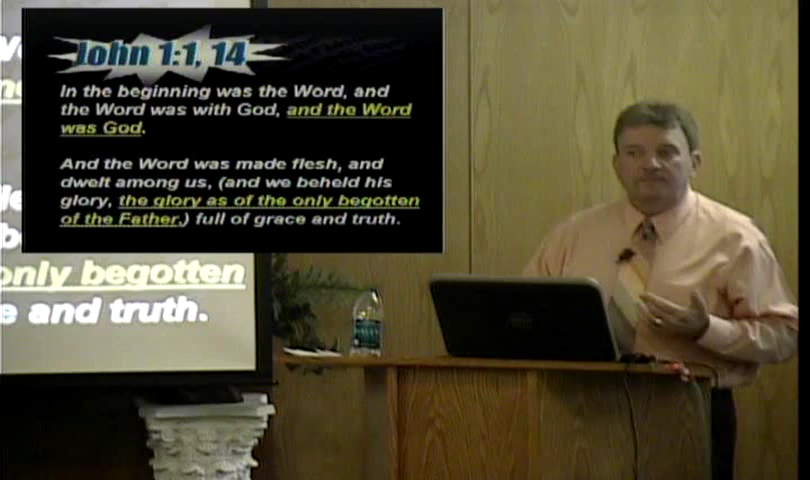 John 1:1, 14
In the beginning was the Word, and
the Word was with God, and the Word
was God.
And the Word was made flesh, and
dwelt among us, (and we beheld his
glory, the glory as of the only begotten
of the Father,) full of grace and truth.
only begotten
and truth.